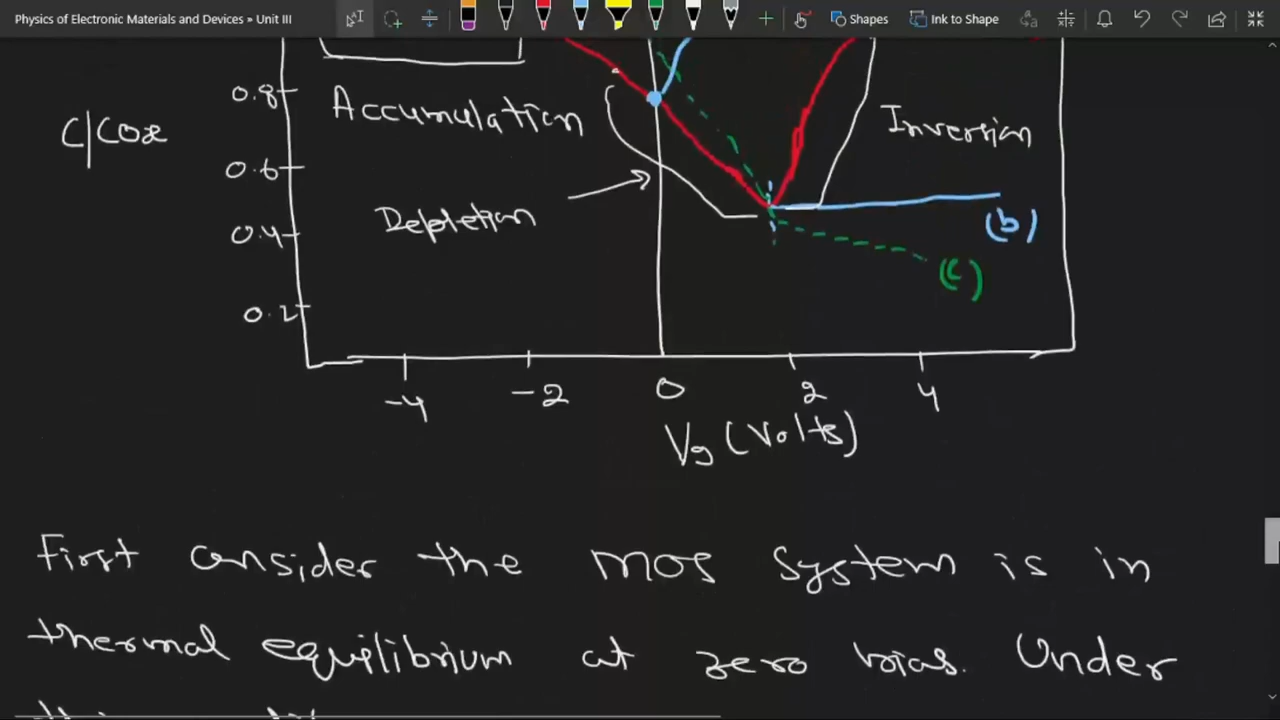 Physics of Electronic Materials and Devices » Unit III
Shapes
Ink to Shape
0.8
Accumulation
Inversion
C/Cox
0.6
Depletion
0.4
(b)
(c)
0.2
-4 -2 0 2 4
Vg (Volts)
First consider the MOS system is in
thermal equilibrium at zero bias. Under